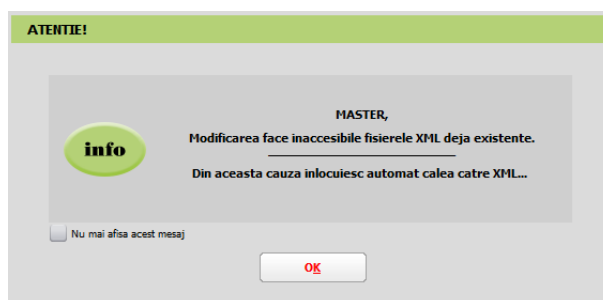 ATENTIE!
MASTER,
Modificarea face inaccesibile fisierele XML deja existente.
info
Din aceasta cauza inlocuiesc automat calea catre XML...
Nu mai afisa acest mesaj
OK